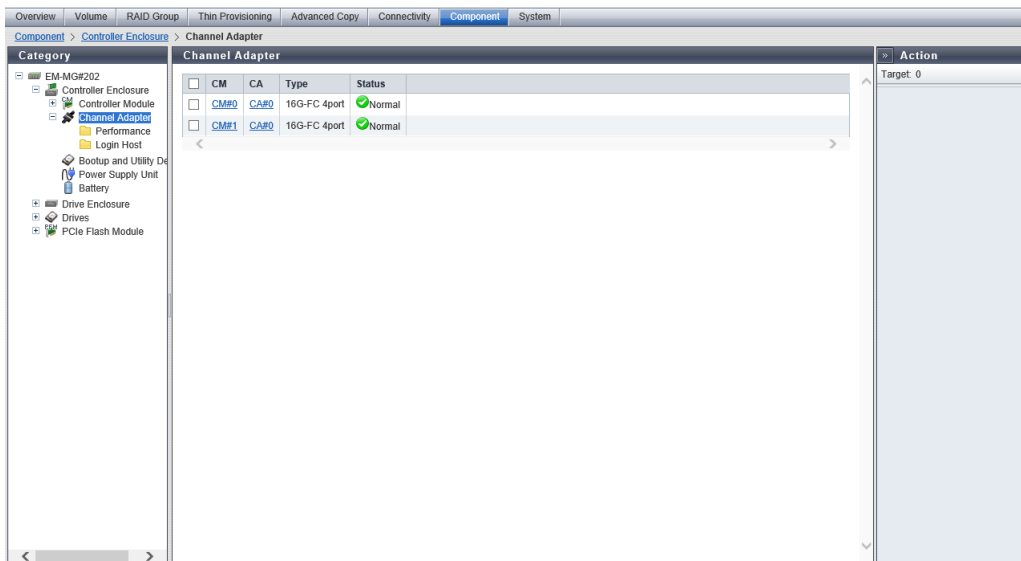 Overview Volume RAID Group Thin Provisioning Advanced Copy Connectivity Component System
Component > Controller Enclosure > Channel Adapter
Category
EM-MG#202
Controller Enclosure
Controller Module
Channel Adapter
Performance
Login Host
Bootup and Utility De
Power Supply Unit
Battery
Drive Enclosure
Drives
PCIe Flash Module
Channel Adapter
CM CA Type Status
CM#0 CA#0 16G-FC 4port Normal
CM#1 CA#0 16G-FC 4port Normal
» Action
Target: 0